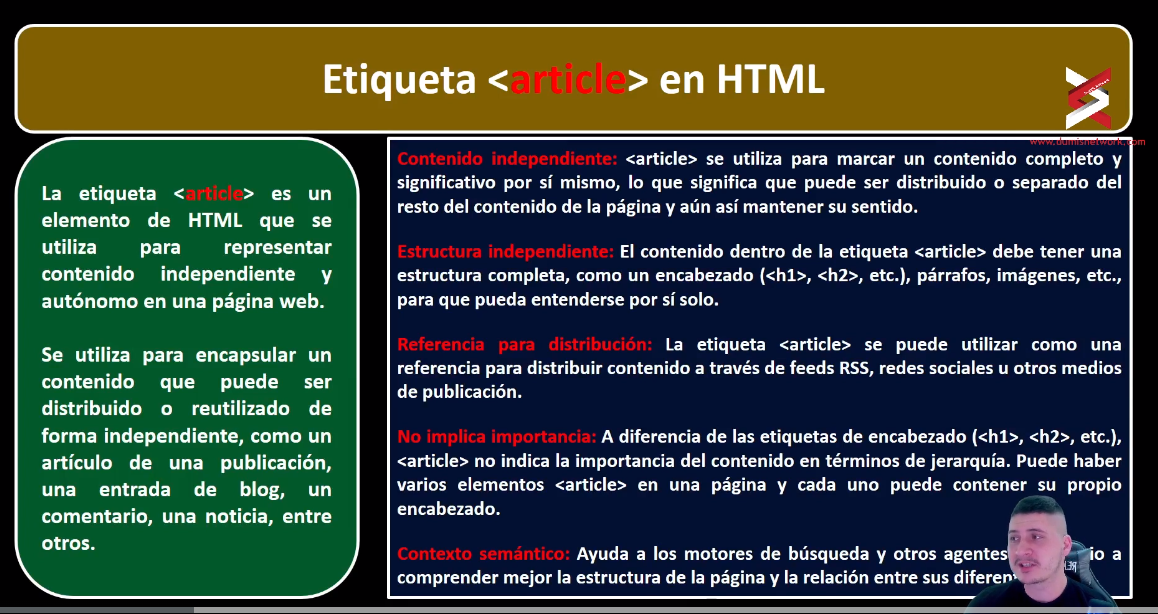 Etiqueta <article> en HTML
www.dumisnetwork.com
La etiqueta <article> es un
elemento de HTML que se
utiliza para representar
contenido independiente y
autónomo en una página web.
Se utiliza para encapsular un
contenido que puede ser
distribuido o reutilizado de
forma independiente, como un
artículo de una publicación,
una entrada de blog, un
comentario, una noticia, entre
otros.
Contenido independiente: <article> se utiliza para marcar un contenido completo y
significativo por sí mismo, lo que significa que puede ser distribuido o separado del
resto del contenido de la página y aún así mantener su sentido.
Estructura independiente: El contenido dentro de la etiqueta <article> debe tener una
estructura completa, como un encabezado (<h1>, <h2>, etc.), párrafos, imágenes, etc.,
para que pueda entenderse por sí solo.
Referencia para distribución: La etiqueta <article> se puede utilizar como una
referencia para distribuir contenido a través de feeds RSS, redes sociales u otros medios
de publicación.
No implica importancia: A diferencia de las etiquetas de encabezado (<h1>, <h2>, etc.),
<article> no indica la importancia del contenido en términos de jerarquía. Puede haber
varios elementos <article> en una página y cada uno puede contener su propio
encabezado.
Contexto semántico: Ayuda a los motores de búsqueda y otros agentes a
comprender mejor la estructura de la página y la relación entre sus